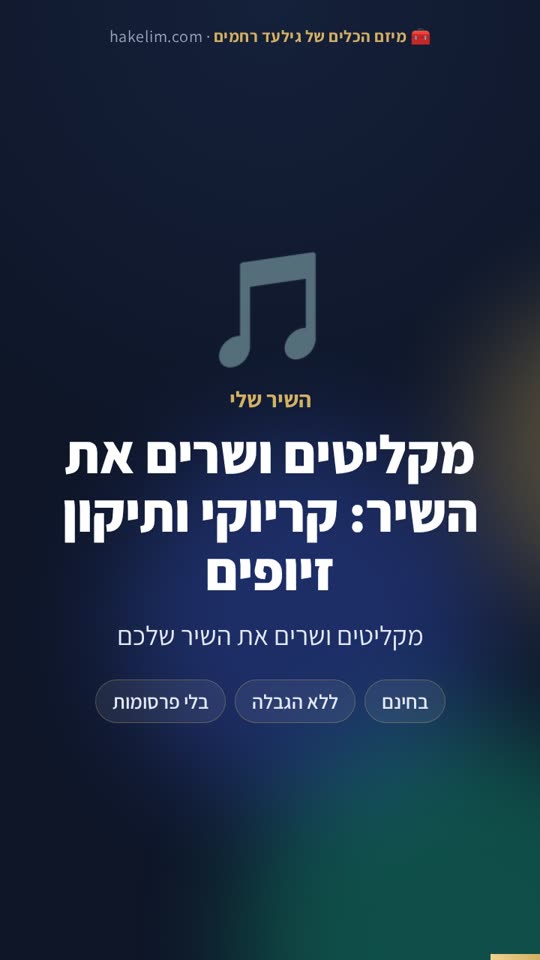 🧰 מיזם הכלים של גילעד רחמים · hakelim.com
השיר שלי
מקליטים ושרים את
השיר: קריוקי ותיקון
זיופים
מקליטים ושרים את השיר שלכם
בחינם
ללא הגבלה
בלי פרסומות